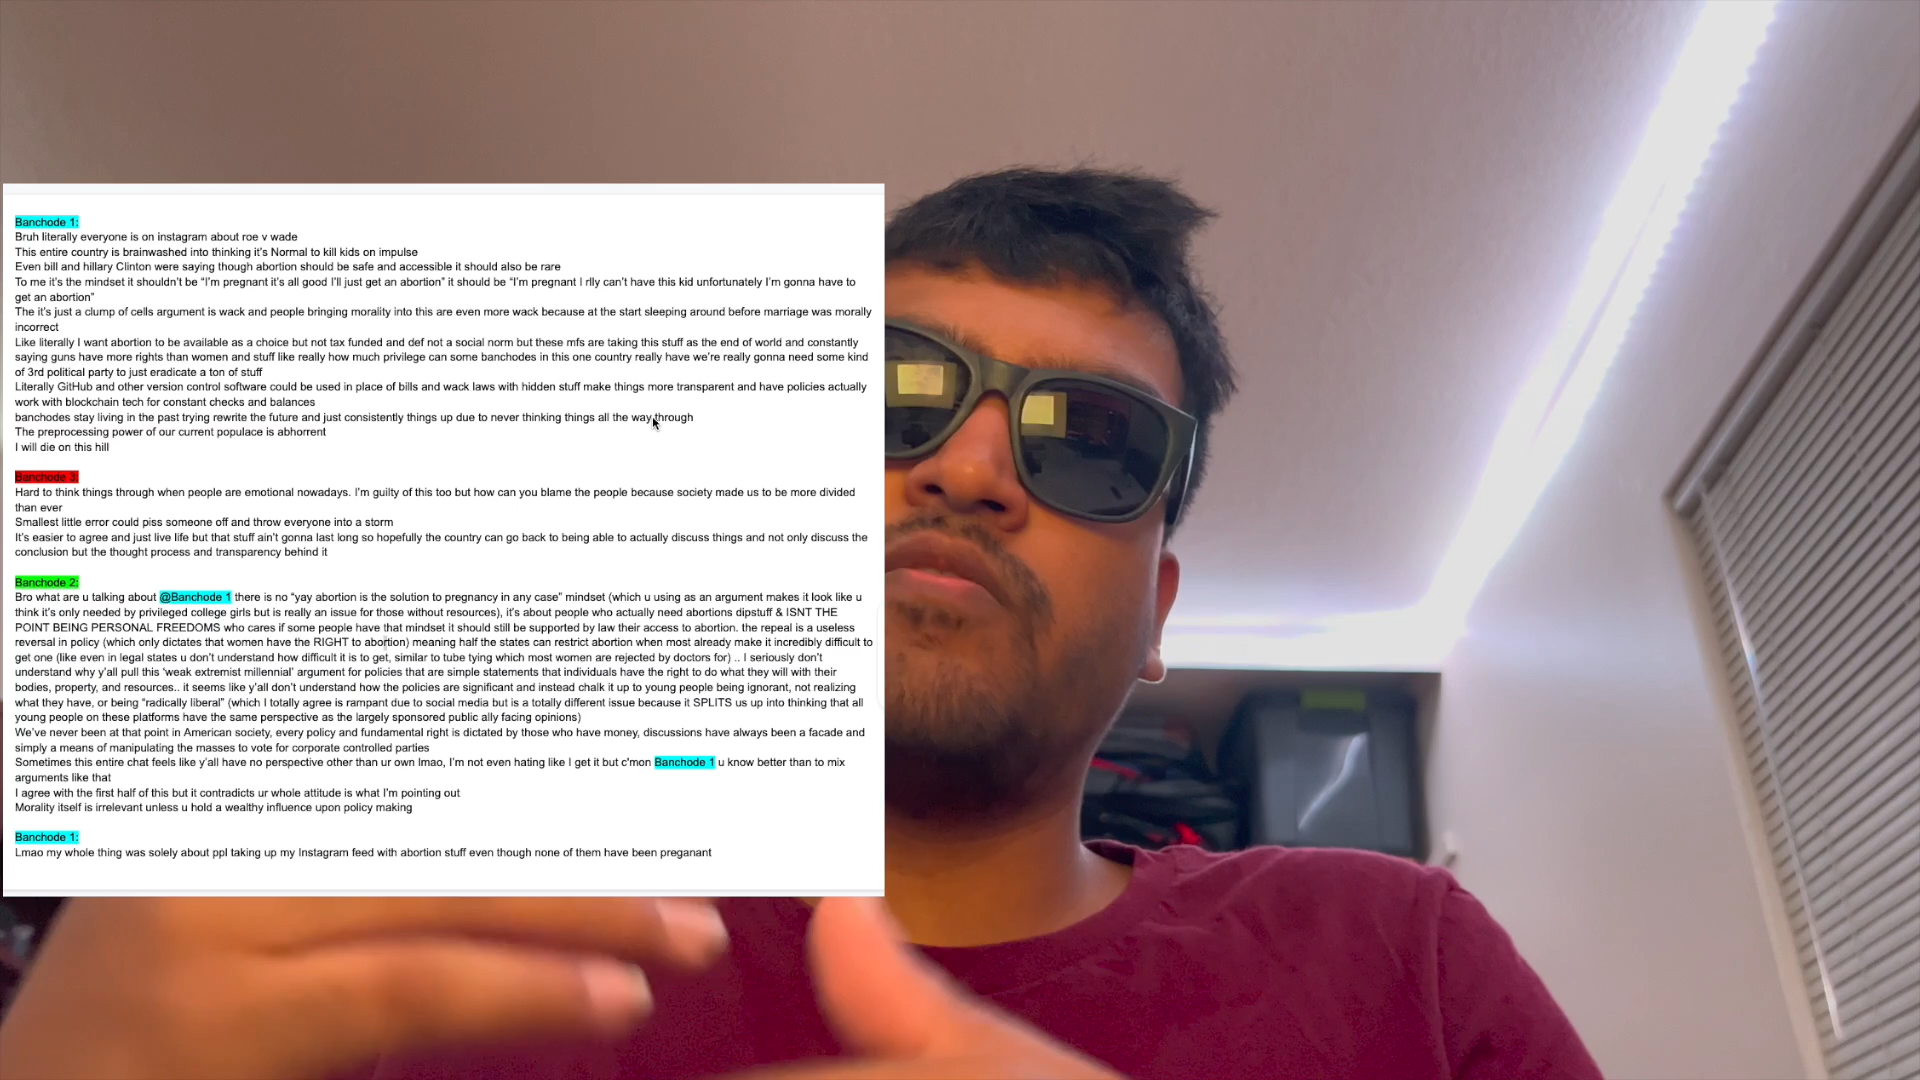 Banchode 1:
Bruh literally everyone is on instagram about roe v wade
This entire country is brainwashed into thinking it's Normal to kill kids on impulse
Even bill and hillary Clinton were saying though abortion should be safe and accessible it should also be rare
To me it's the mindset it shouldn't be “I'm pregnant it's all good I'll just get an abortion” it should be “I'm pregnant I rlly can't have this kid unfortunately I'm gonna have to
get an abortion”
The it's just a clump of cells argument is wack and people bringing morality into this are even more wack because at the start sleeping around before marriage was morally
incorrect
Like literally I want abortion to be available as a choice but not tax funded and def not a social norm but these mfs are taking this stuff as the end of world and constantly
saying guns have more rights than women and stuff like really how much privilege can some banchodes in this one country really have we're really gonna need some kind
of 3rd political party to just eradicate a ton of stuff
Literally GitHub and other version control software could be used in place of bills and wack laws with hidden stuff make things more transparent and have policies actually
work with blockchain tech for constant checks and balances
banchodes stay living in the past trying rewrite the future and just consistently things up due to never thinking things all the way through
The preprocessing power of our current populace is abhorrent
I will die on this hill
Banchode 3:
Hard to think things through when people are emotional nowadays. I'm guilty of this too but how can you blame the people because society made us to be more divided
than ever
Smallest little error could piss someone off and throw everyone into a storm
It's easier to agree and just live life but that stuff ain't gonna last long so hopefully the country can go back to being able to actually discuss things and not only discuss the
conclusion but the thought process and transparency behind it
Banchode 2:
Bro what are u talking about @Banchode 1 there is no “yay abortion is the solution to pregnancy in any case” mindset (which u using as an argument makes it look like u
think it's only needed by privileged college girls but is really an issue for those without resources), it's about people who actually need abortions dipstuff & ISNT THE
POINT BEING PERSONAL FREEDOMS who cares if some people have that mindset it should still be supported by law their access to abortion. the repeal is a useless
reversal in policy (which only dictates that women have the RIGHT to abortion) meaning half the states can restrict abortion when most already make it incredibly difficult to
get one (like even in legal states u don't understand how difficult it is to get, similar to tube tying which most women are rejected by doctors for) .. I seriously don't
understand why y'all pull this ‘weak extremist millennial’ argument for policies that are simple statements that individuals have the right to do what they will with their
bodies, property, and resources.. it seems like y'all don't understand how the policies are significant and instead chalk it up to young people being ignorant, not realizing
what they have, or being “radically liberal” (which I totally agree is rampant due to social media but is a totally different issue because it SPLITS us up into thinking that all
young people on these platforms have the same perspective as the largely sponsored public ally facing opinions)
We've never been at that point in American society, every policy and fundamental right is dictated by those who have money, discussions have always been a facade and
simply a means of manipulating the masses to vote for corporate controlled parties
Sometimes this entire chat feels like y'all have no perspective other than ur own lmao, I'm not even hating like I get it but c'mon Banchode 1 u know better than to mix
arguments like that
I agree with the first half of this but it contradicts ur whole attitude is what I'm pointing out
Morality itself is irrelevant unless u hold a wealthy influence upon policy making
Banchode 1:
Lmao my whole thing was solely about ppl taking up my Instagram feed with abortion stuff even though none of them have been preganant